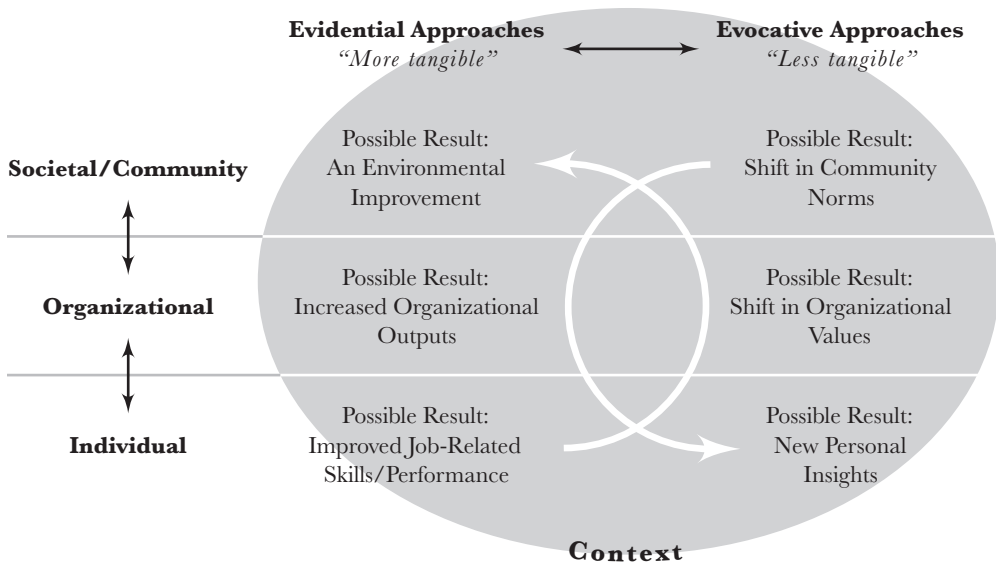 Evidential Approaches
"More tangible"
Evocative Approaches
"Less tangible"
Societal/Community
Possible Result:
An Environmental
Improvement
Possible Result:
Shift in Community
Norms
Organizational
Possible Result:
Increased Organizational
Outputs
Possible Result:
Shift in Organizational
Values
Individual
Possible Result:
Improved Job-Related
Skills/Performance
Possible Result:
New Personal
Insights
Context